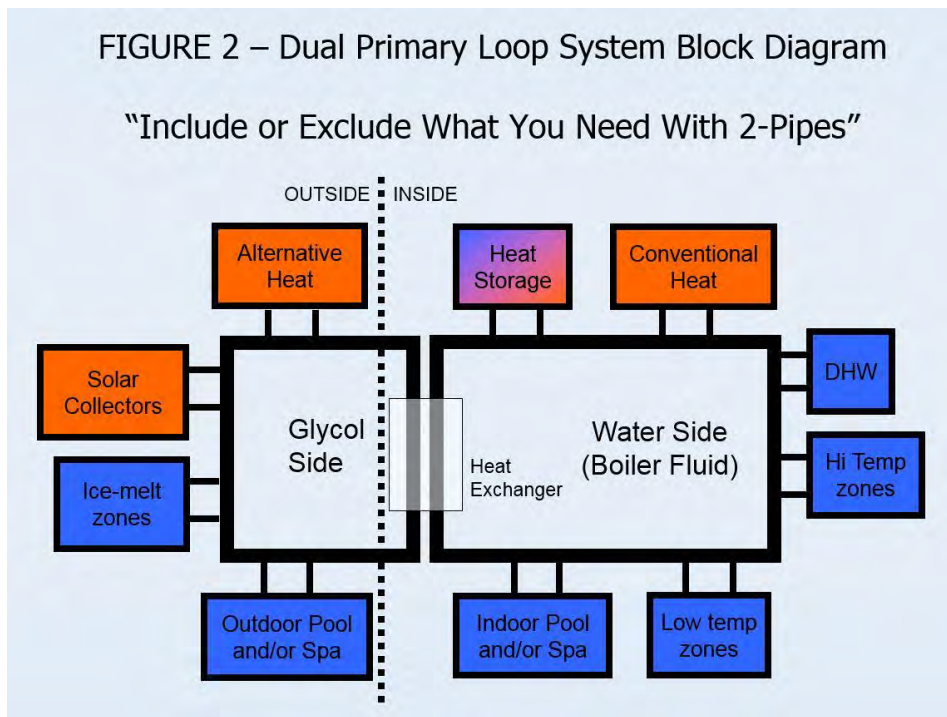 FIGURE 2 – Dual Primary Loop System Block Diagram
“Include or Exclude What You Need With 2-Pipes”
OUTSIDE
INSIDE
Alternative
Heat
Heat
Storage
Conventional
Heat
Solar
Collectors
DHW
Glycol
Side
Water Side
(Boiler Fluid)
Heat
Exchanger
Ice-melt
zones
Hi Temp
zones
Outdoor Pool
and/or Spa
Indoor Pool
and/or Spa
Low temp
zones